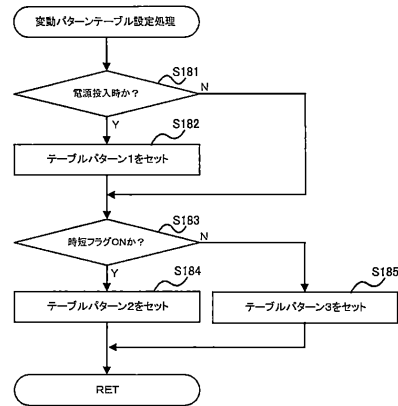 変動パターンテーブル設定処理
S181
電源投入時か?
N
Y
S182
テーブルパターン1をセット
S183
時短フラグONか?
N
Y
S184
S185
テーブルパターン2をセット
テーブルパターン3をセット
RET